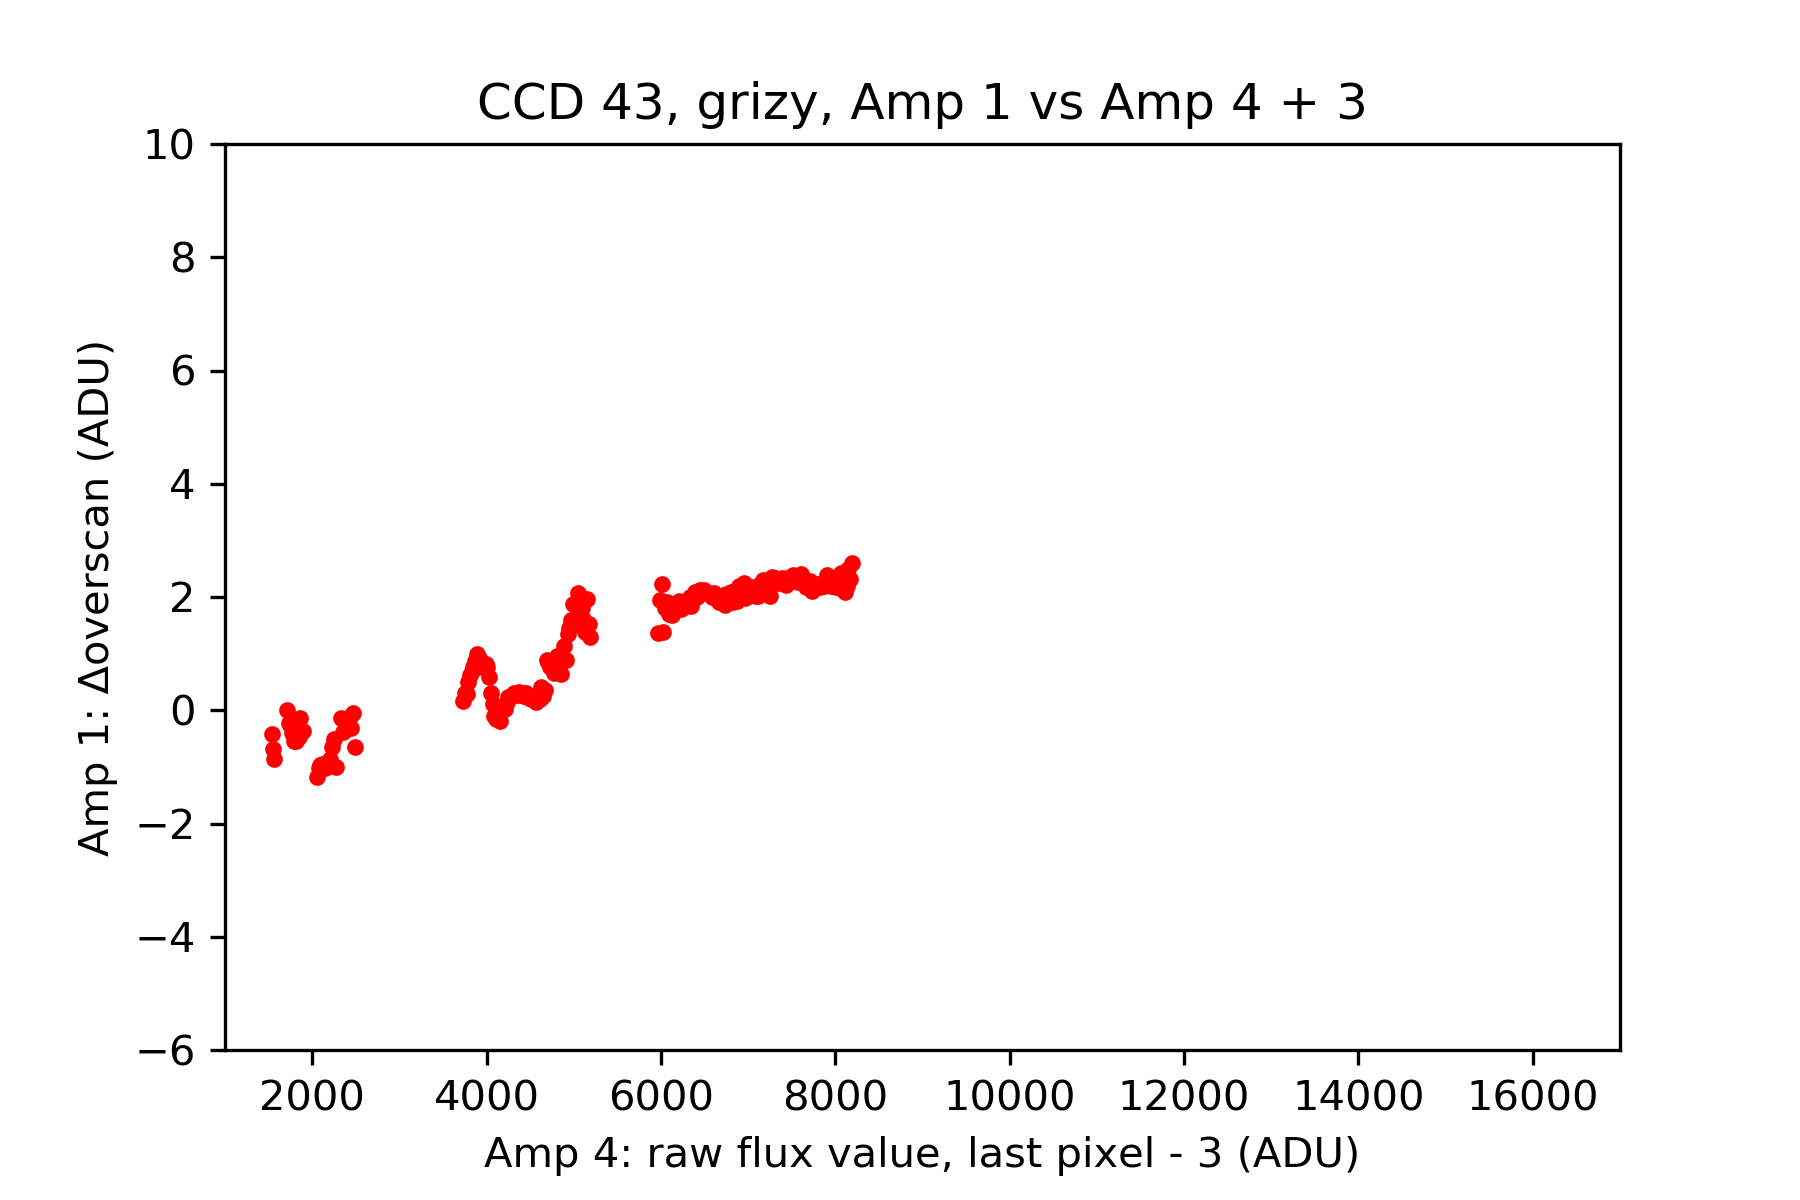 CCD 43, grizy, Amp 1 vs Amp 4 + 3
10
8
6
4
2
0
−2
−4
−6
Amp 1: Δoverscan (ADU)
2000 4000 6000 8000 10000 12000 14000 16000
Amp 4: raw flux value, last pixel - 3 (ADU)